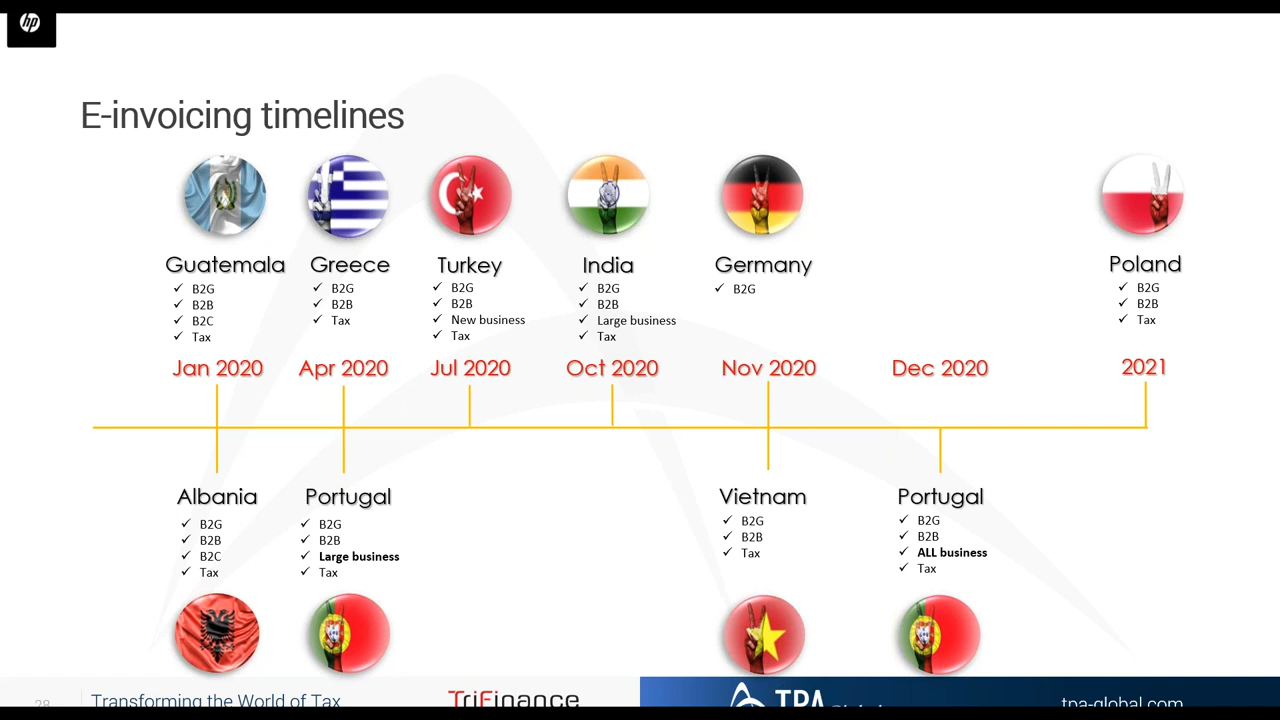 hp
E-invoicing timelines
Guatemala
B2G
B2B
B2C
Tax
Jan 2020
Greece
B2G
B2B
Tax
Apr 2020
Turkey
B2G
B2B
New business
Tax
Jul 2020
India
B2G
B2B
Large business
Tax
Oct 2020
Germany
B2G
Nov 2020
Dec 2020
Poland
B2G
B2B
Tax
2021
Albania
B2G
B2B
B2C
Tax
Portugal
B2G
B2B
Large business
Tax
Vietnam
B2G
B2B
Tax
Portugal
B2G
B2B
ALL business
Tax
28
Transforming the World of Tax
TriFinance
TPA Global
tpa-global.com